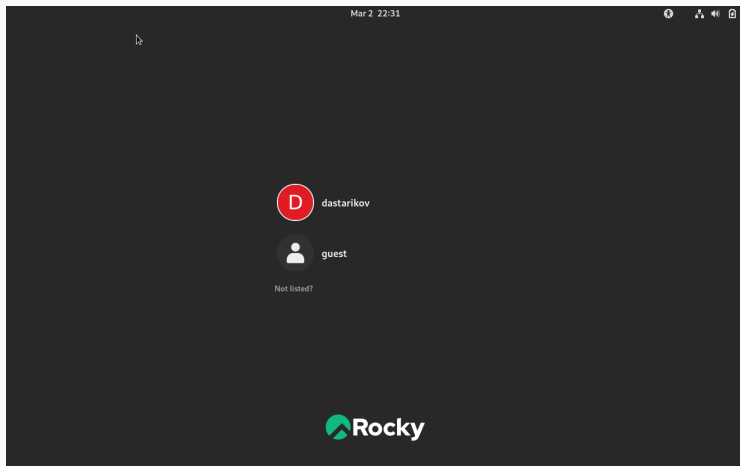 Mar 2 22:31
D
dastarikov
guest
Not listed?
Rocky